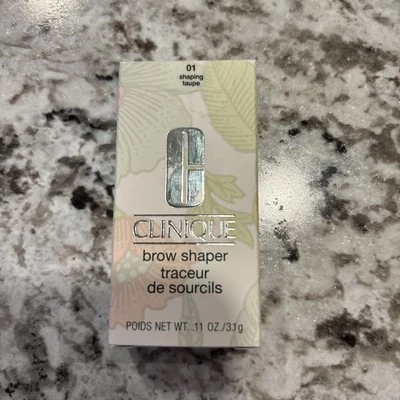 01
shaping
taupe
CLINIQUE
brow shaper
traceur
de sourcils
POIDS NET WT. .11 OZ./3.1g